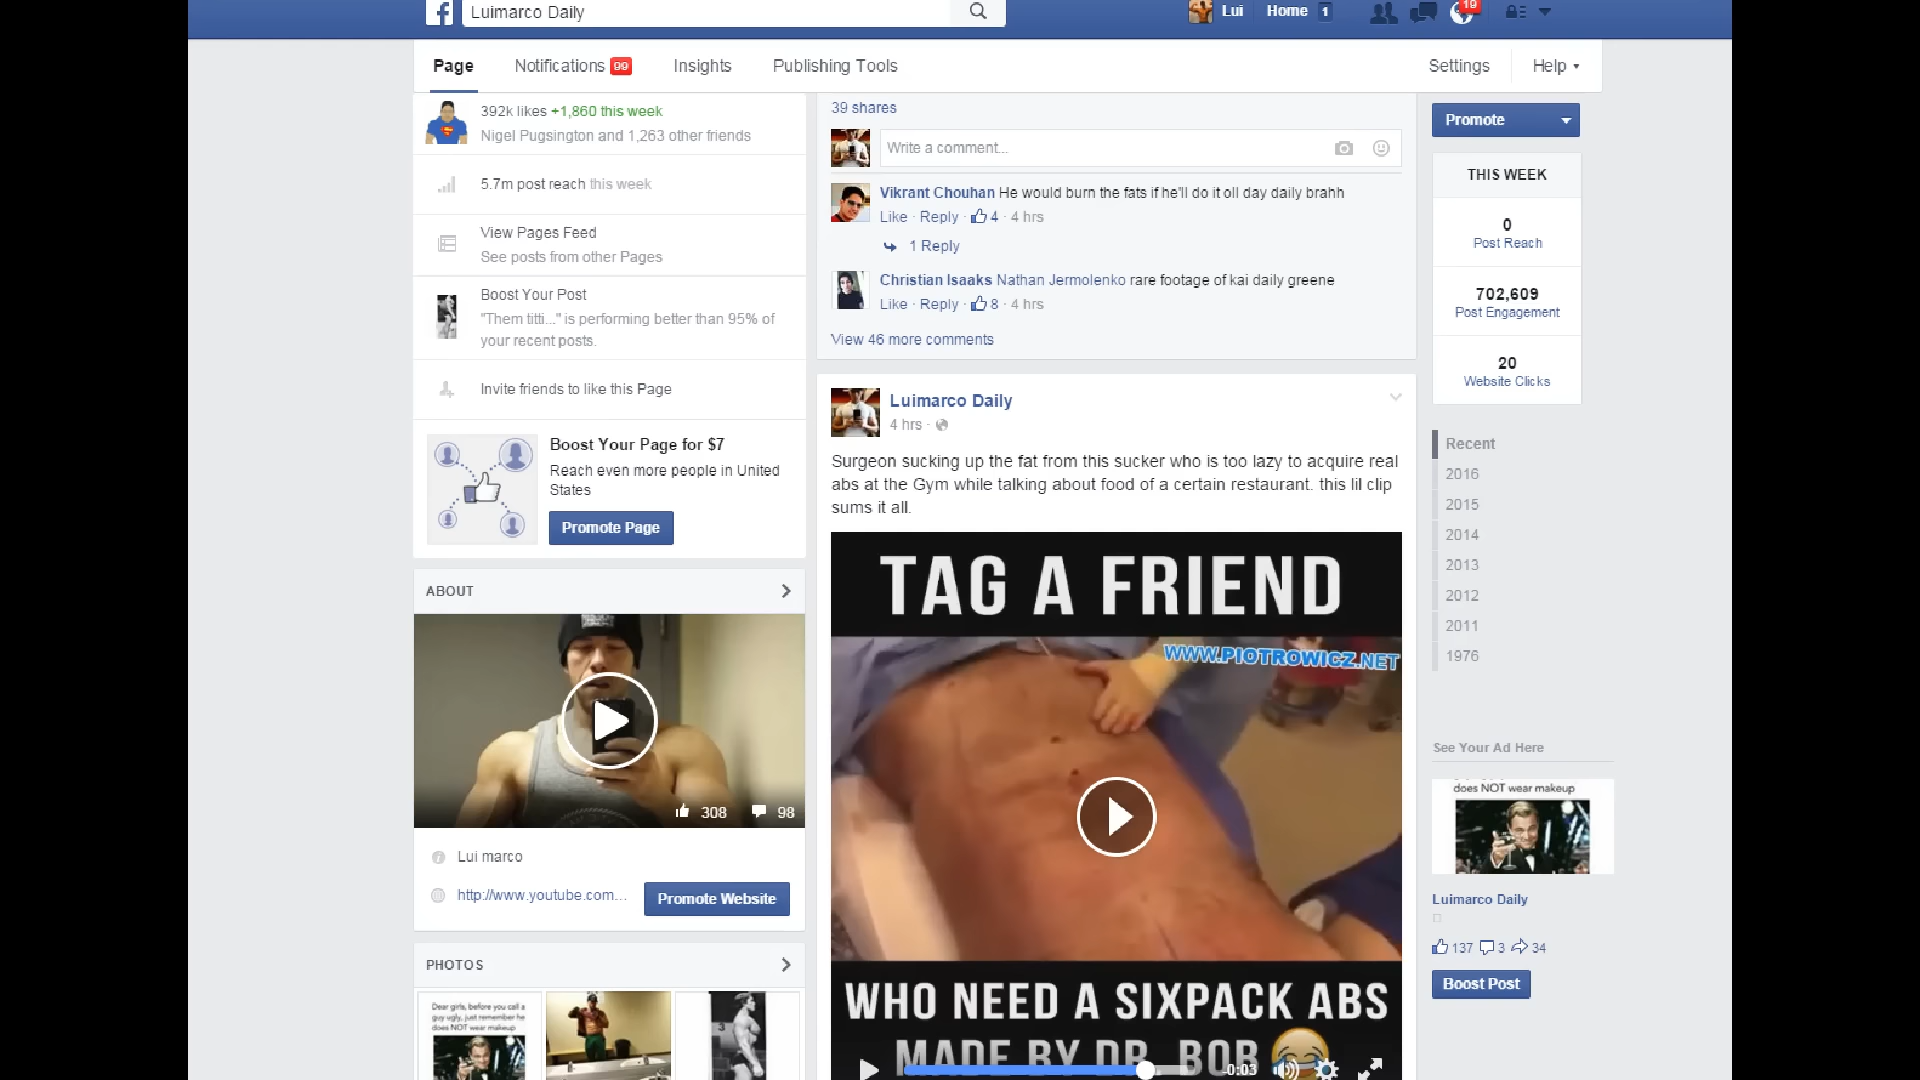 Luimarco Daily
Lui
Home 1
19
Page
Notifications 99
Insights
Publishing Tools
Settings
Help
392k likes +1,860 this week
Nigel Pugsington and 1,263 other friends
5.7m post reach this week
View Pages Feed
See posts from other Pages
Boost Your Post
"Them titti..." is performing better than 95% of
your recent posts.
Invite friends to like this Page
Boost Your Page for $7
Reach even more people in United
States
Promote Page
ABOUT
308
98
Lui marco
http://www.youtube.com...
Promote Website
PHOTOS
Dear girls, before you call a
guy ugly, just remember he
does NOT wear makeup
39 shares
Write a comment...
Vikrant Chouhan He would burn the fats if he'll do it oll day daily brahh
Like · Reply · 4 · 4 hrs
1 Reply
Christian Isaaks Nathan Jermolenko rare footage of kai daily greene
Like · Reply · 8 · 4 hrs
View 46 more comments
Luimarco Daily
4 hrs ·
Surgeon sucking up the fat from this sucker who is too lazy to acquire real
abs at the Gym while talking about food of a certain restaurant. this lil clip
sums it all.
TAG A FRIEND
WWW.PIOTROWICZ.NET
WHO NEED A SIXPACK ABS
MADE BY DR. BOB
-0:03
Promote
THIS WEEK
0
Post Reach
702,609
Post Engagement
20
Website Clicks
Recent
2016
2015
2014
2013
2012
2011
1976
See Your Ad Here
does NOT wear makeup
Luimarco Daily
137 3 34
Boost Post